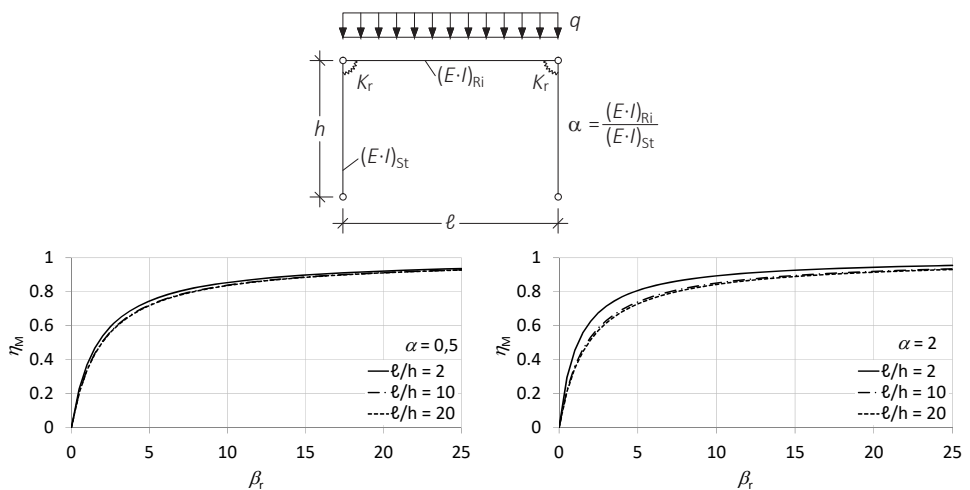 q
K_r
(E·I)_Ri
K_r
h
(E·I)_St
α = (E·I)_Ri / (E·I)_St
ℓ
η_M
1
0.8
0.6
0.4
0.2
0
0 5 10 15 20 25
β_r
α = 0,5
ℓ/h = 2
ℓ/h = 10
ℓ/h = 20
η_M
1
0.8
0.6
0.4
0.2
0
0 5 10 15 20 25
β_r
α = 2
ℓ/h = 2
ℓ/h = 10
ℓ/h = 20